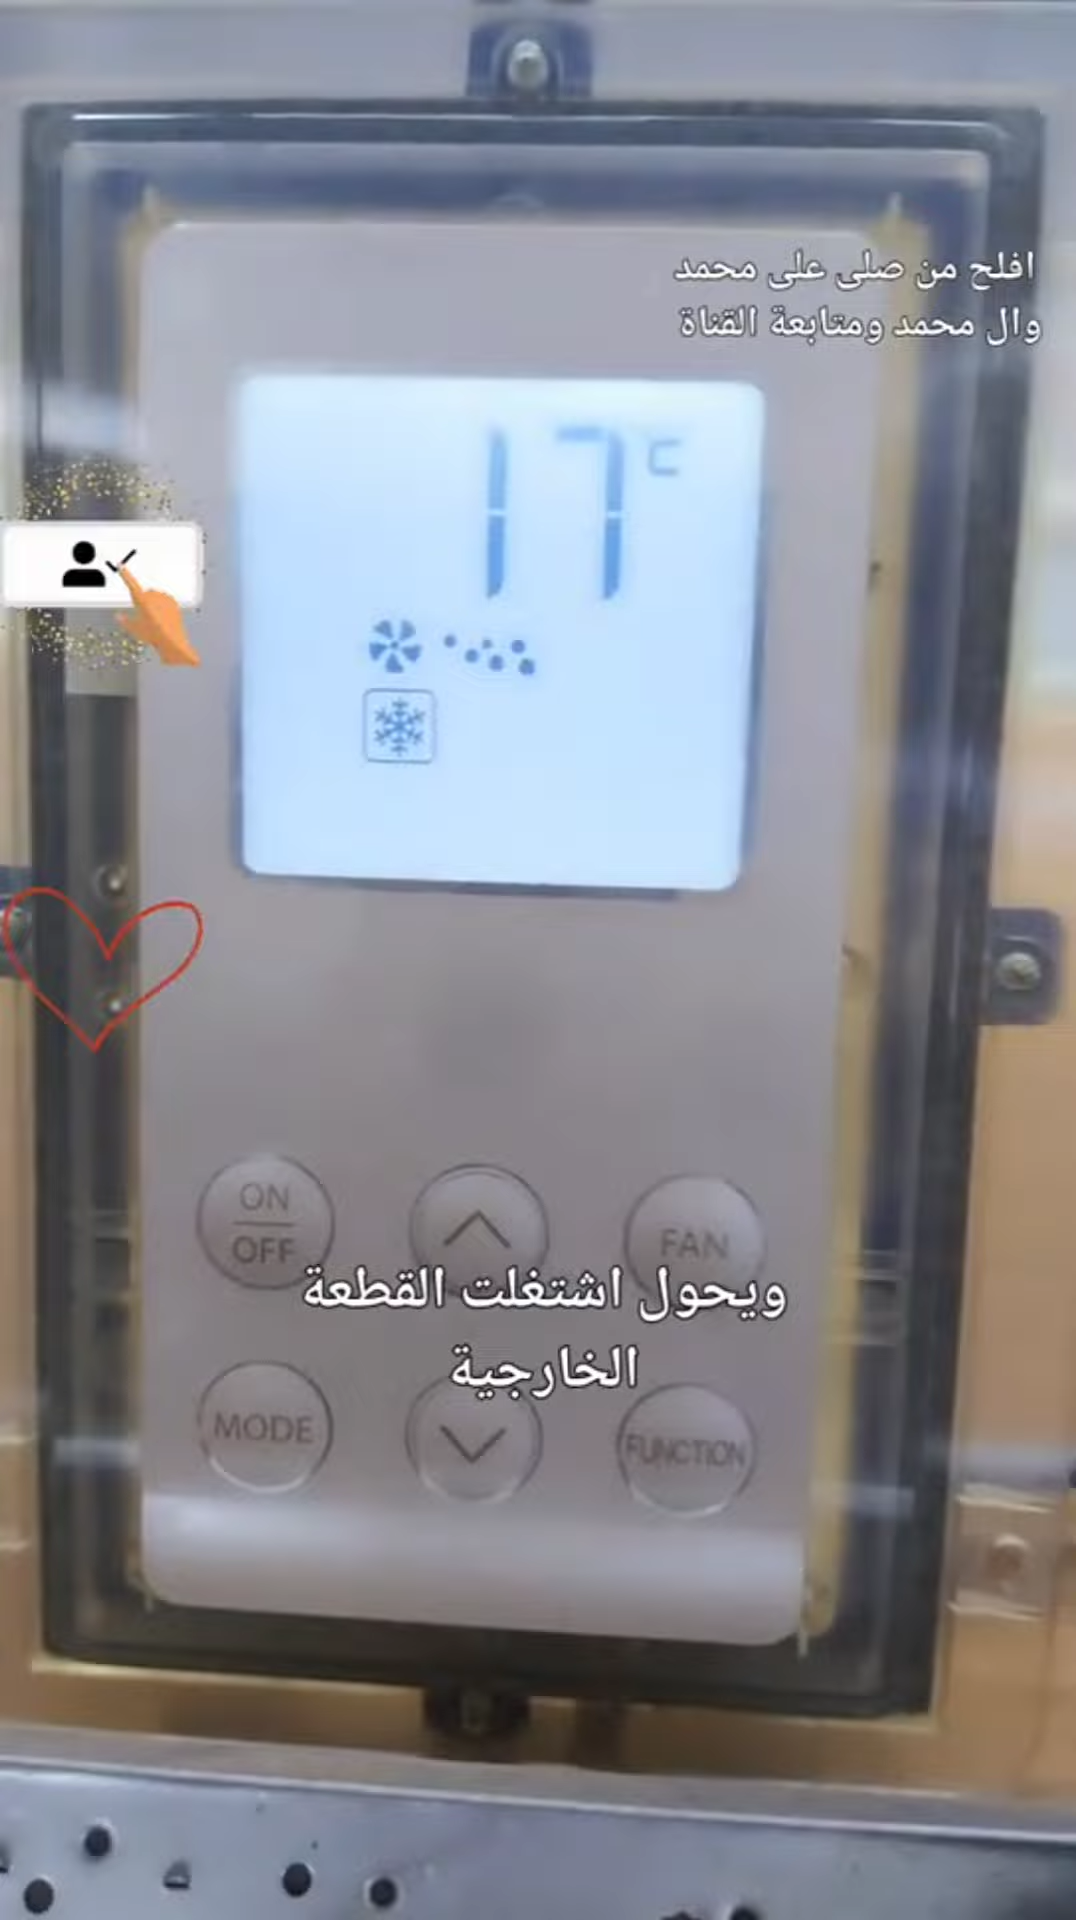 افلح من صلى على محمد
وال محمد ومتابعة القناة
17°C
ON
OFF
FAN
ويحول اشتغلت القطعة
الخارجية
MODE
FUNCTION